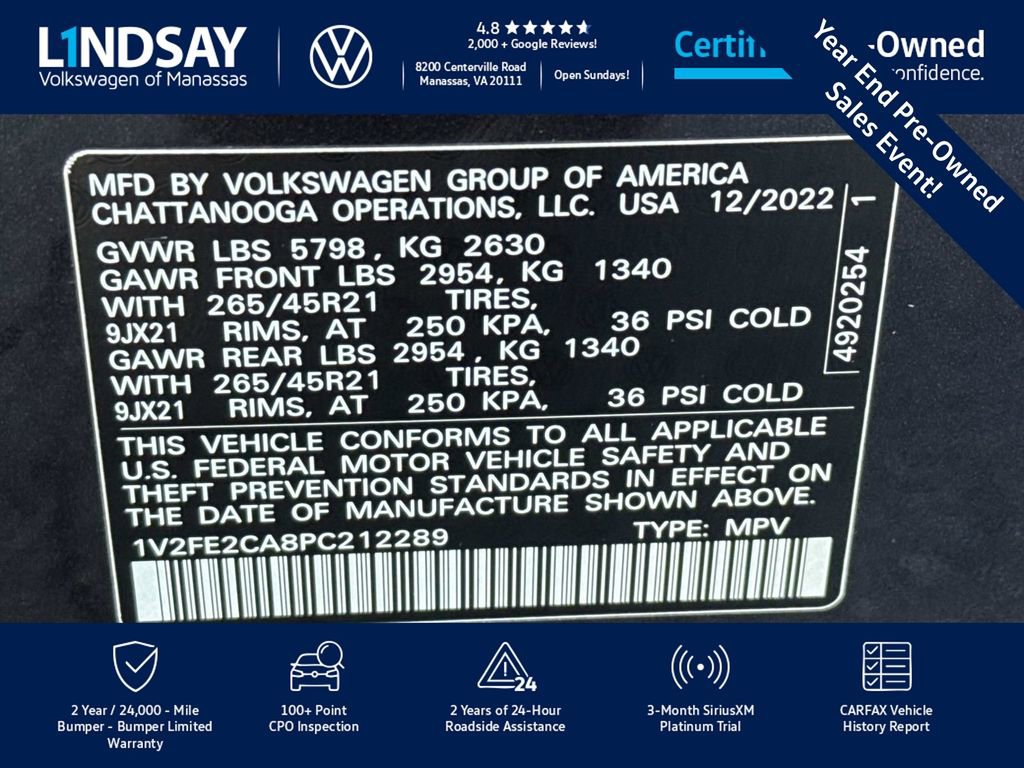 L1NDSAY
Volkswagen of Manassas
4.8
2,000 + Google Reviews!
8200 Centerville Road
Manassas, VA 20111
Open Sundays!
-Owned
Year End Pre-Owned
Sales Event!
MFD BY VOLKSWAGEN GROUP OF AMERICA
CHATTANOOGA OPERATIONS, LLC. USA 12/2022
GVWR LBS 5798, KG 2630
GAWR FRONT LBS 2954, KG 1340
WITH 265/45R21 TIRES,
9JX21 RIMS, AT 250 KPA, 36 PSI COLD
GAWR REAR LBS 2954, KG 1340
WITH 265/45R21 TIRES,
9JX21 RIMS, AT 250 KPA, 36 PSI COLD
4920254 1
THIS VEHICLE CONFORMS TO ALL APPLICABLE
U.S. FEDERAL MOTOR VEHICLE SAFETY AND
THEFT PREVENTION STANDARDS IN EFFECT ON
THE DATE OF MANUFACTURE SHOWN ABOVE.
1V2FE2CA8PC212289 TYPE: MPV
24
2 Year / 24,000 - Mile
Bumper - Bumper Limited
Warranty
100+ Point
CPO Inspection
2 Years of 24-Hour
Roadside Assistance
3-Month SiriusXM
Platinum Trial
CARFAX Vehicle
History Report